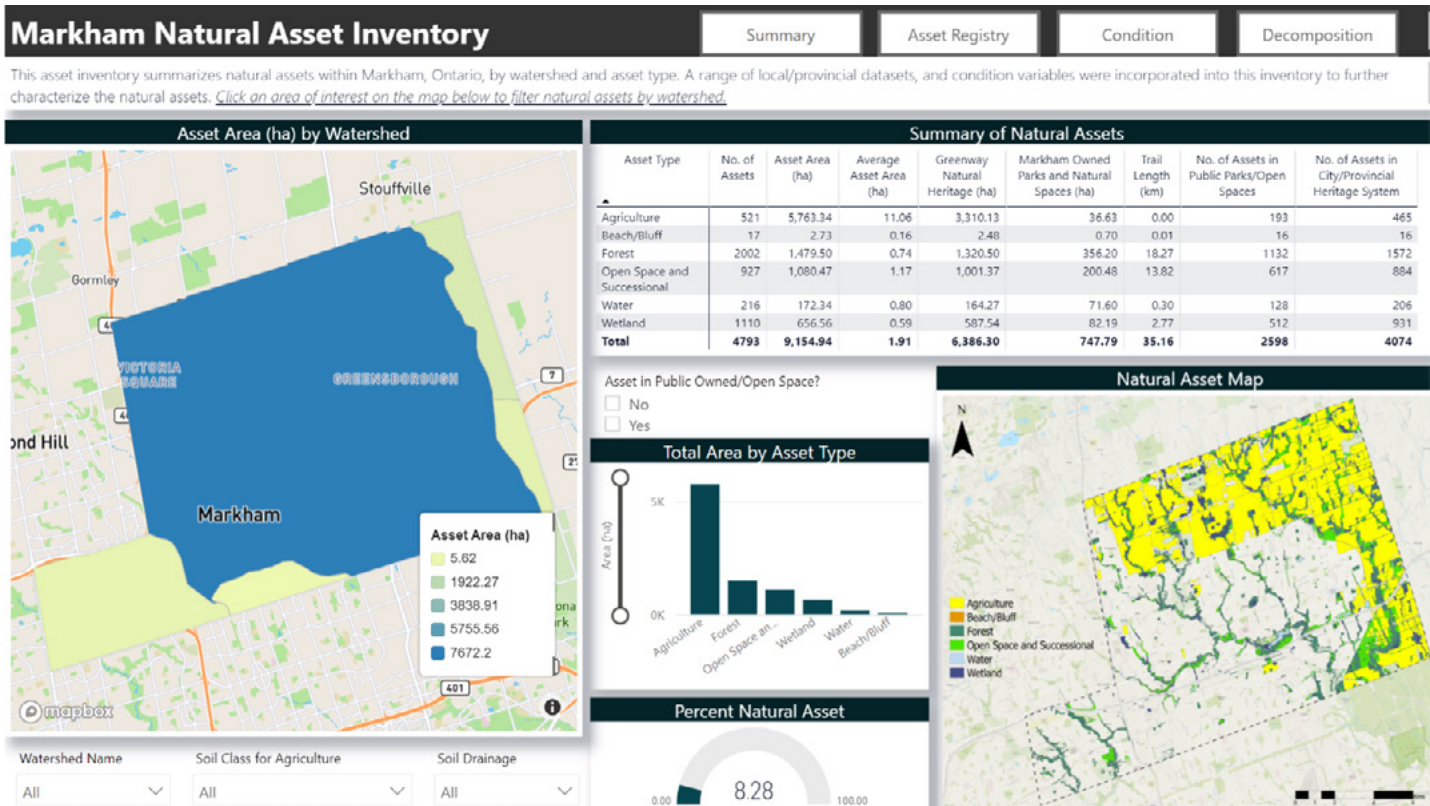 Markham Natural Asset Inventory
Summary
Asset Registry
Condition
Decomposition
This asset inventory summarizes natural assets within Markham, Ontario, by watershed and asset type. A range of local/provincial datasets, and condition variables were incorporated into this inventory to further
characterize the natural assets. Click an area of interest on the map below to filter natural assets by watershed.
Asset Area (ha) by Watershed
Stouffville
Gormley
VICTORIA
SQUARE
GREENSBOROUGH
7
ond Hill
Markham
401
Asset Area (ha)
5.62
1922.27
3838.91
5755.56
7672.2
mapbox
Watershed Name Soil Class for Agriculture Soil Drainage
All All All
Summary of Natural Assets
Asset Type No. of Assets Asset Area (ha) Average Asset Area (ha) Greenway Natural Heritage (ha) Markham Owned Parks and Natural Spaces (ha) Trail Length (km) No. of Assets in Public Parks/Open Spaces No. of Assets in City/Provincial Heritage System
Agriculture 521 5,763.34 11.06 3,310.13 36.63 0.00 193 465
Beach/Bluff 17 2.73 0.16 2.48 0.70 0.01 16 16
Forest 2002 1,479.50 0.74 1,320.50 356.20 18.27 1132 1572
Open Space and Successional 927 1,080.47 1.17 1,001.37 200.48 13.82 617 884
Water 216 172.34 0.80 164.27 71.60 0.30 128 206
Wetland 1110 656.56 0.59 587.54 82.19 2.77 512 931
Total 4793 9,154.94 1.91 6,386.30 747.79 35.16 2598 4074
Asset in Public Owned/Open Space?
No
Yes
Total Area by Asset Type
Area (ha)
5K
0K
Agriculture
Forest
Open Space an...
Wetland
Water
Beach/Bluff
Percent Natural Asset
8.28
0.00
100.00
Natural Asset Map
N
Agriculture
Beach/Bluff
Forest
Open Space and Successional
Water
Wetland